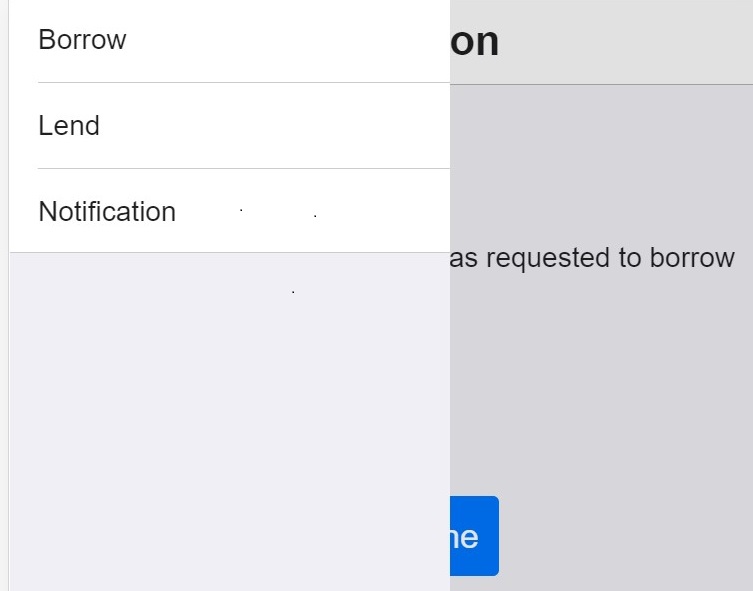 Borrow
on
Lend
Notification
as requested to borrow
ne